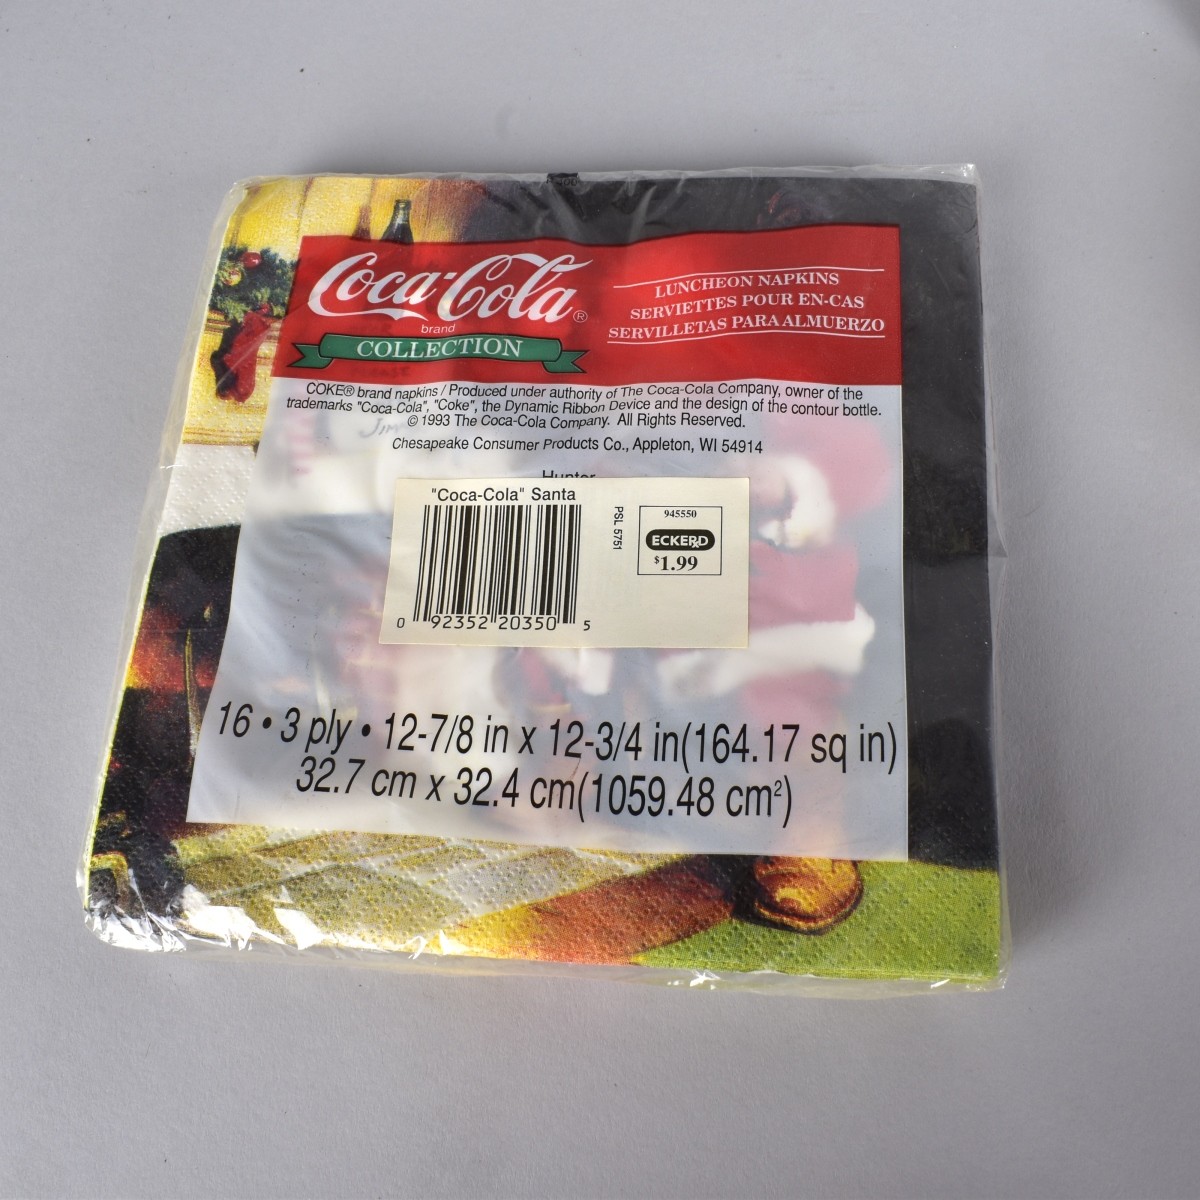 Coca-Cola®
brand
COLLECTION
LUNCHEON NAPKINS
SERVIETTES POUR EN-CAS
SERVILLETAS PARA ALMUERZO
COKE® brand napkins / Produced under authority of The Coca-Cola Company, owner of the
trademarks "Coca-Cola", "Coke", the Dynamic Ribbon Device and the design of the contour bottle.
© 1993 The Coca-Cola Company. All Rights Reserved.
Chesapeake Consumer Products Co., Appleton, WI 54914
Hunter
"Coca-Cola" Santa
0 92352 20350 5
PSL 5751
945550
ECKERD
$1.99
16 • 3 ply • 12-7/8 in x 12-3/4 in(164.17 sq in)
32.7 cm x 32.4 cm(1059.48 cm²)